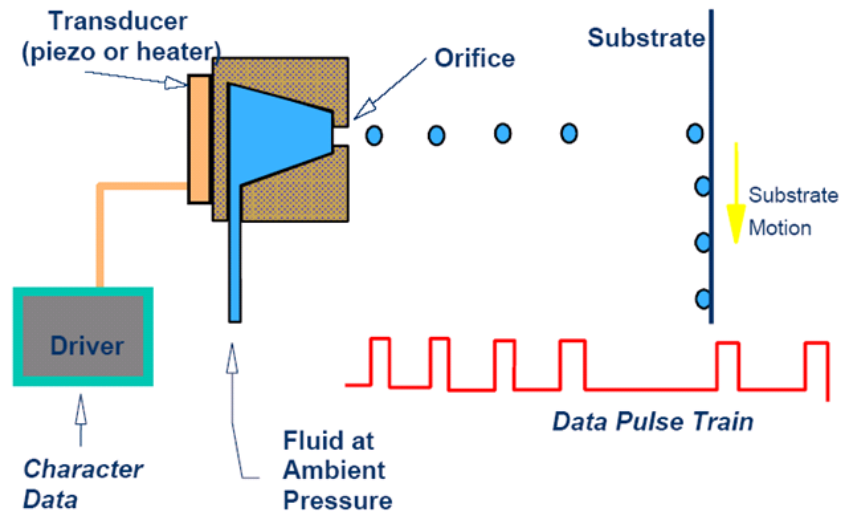 Transducer
(piezo or heater)
Orifice
Substrate
Substrate
Motion
Driver
Data Pulse Train
Character
Data
Fluid at
Ambient
Pressure